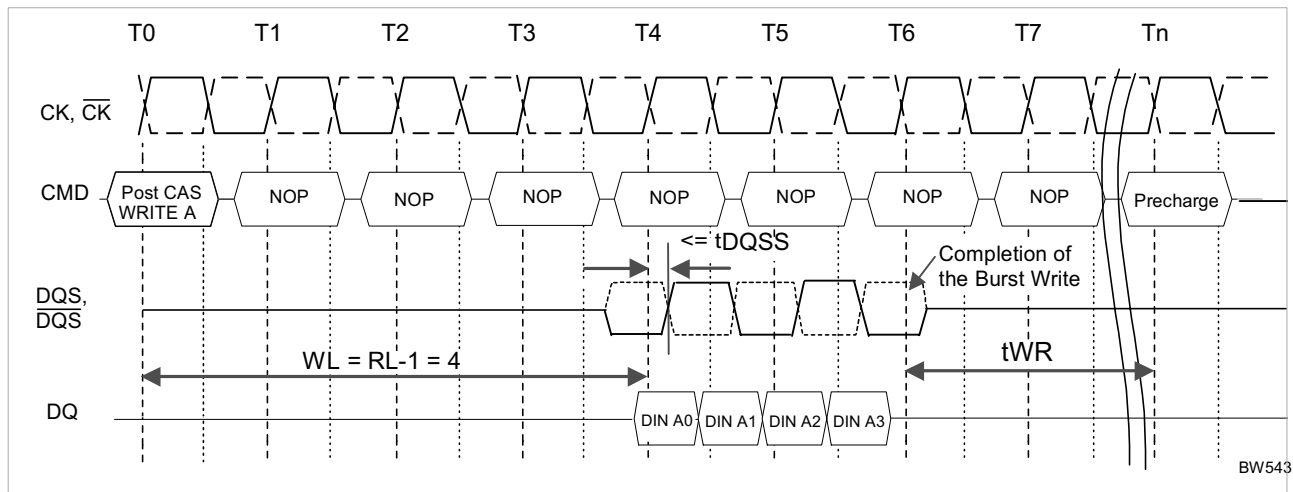 T0 T1 T2 T3 T4 T5 T6 T7 Tn
CK, CK
CMD
Post CAS
WRITE A
NOP NOP NOP NOP NOP NOP NOP Precharge
<= tDQSS
Completion of
the Burst Write
DQS,
DQS
WL = RL-1 = 4
tWR
DQ
DIN A0 DIN A1 DIN A2 DIN A3
BW543